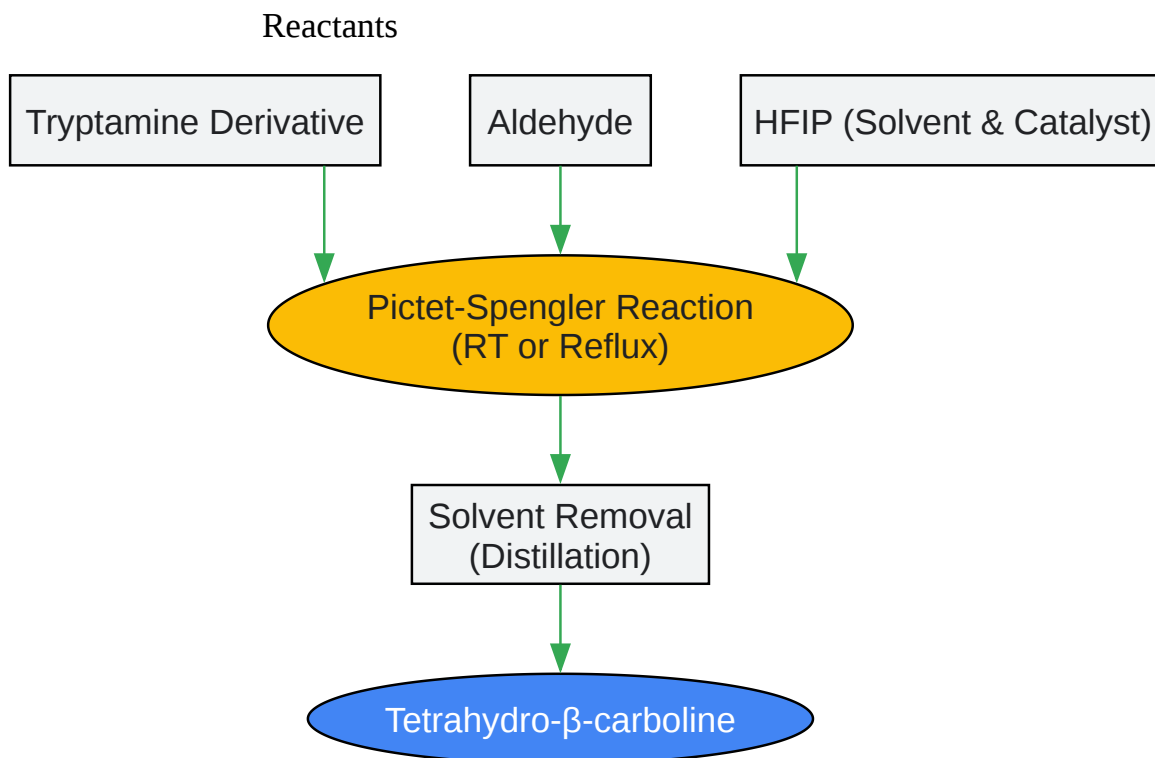 Reactants
Tryptamine Derivative
Aldehyde
HFIP (Solvent & Catalyst)
Pictet-Spengler Reaction
(RT or Reflux)
Solvent Removal
(Distillation)
Tetrahydro-β-carboline